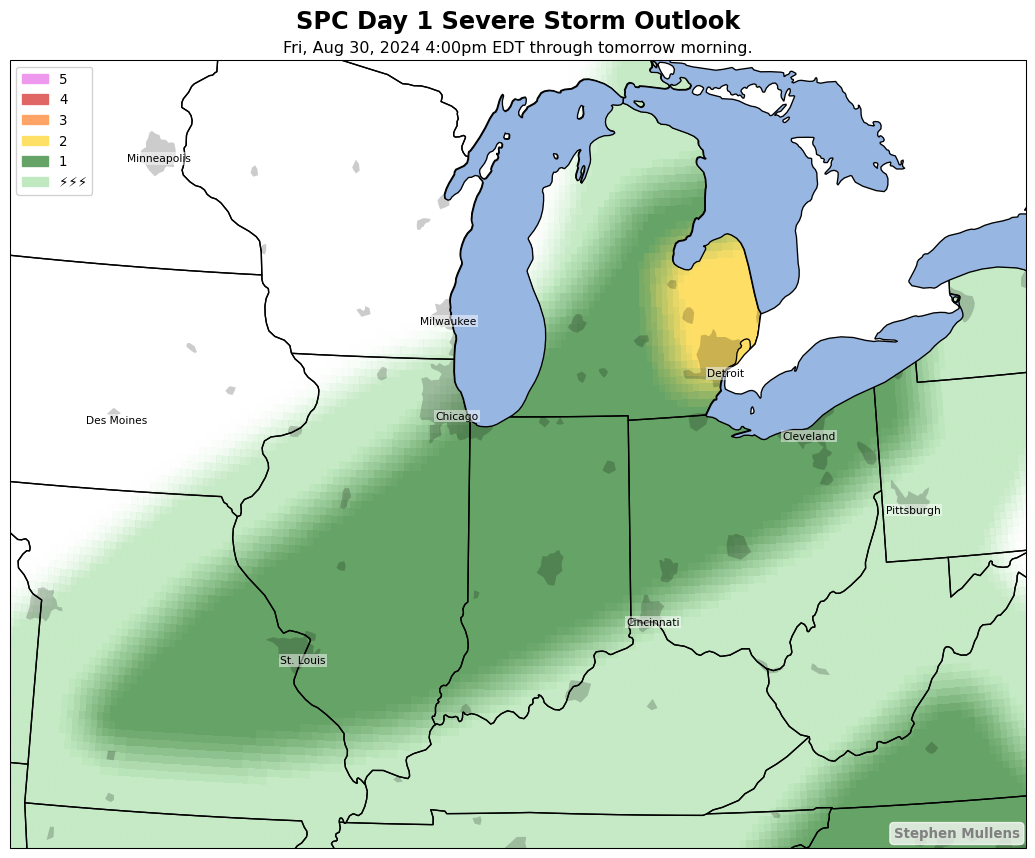 SPC Day 1 Severe Storm Outlook
Fri, Aug 30, 2024 4:00pm EDT through tomorrow morning.
5
4
3
2
1
⚡⚡⚡
Minneapolis
Milwaukee
Detroit
Chicago
Des Moines
Cleveland
Pittsburgh
Cincinnati
St. Louis
Stephen Mullens